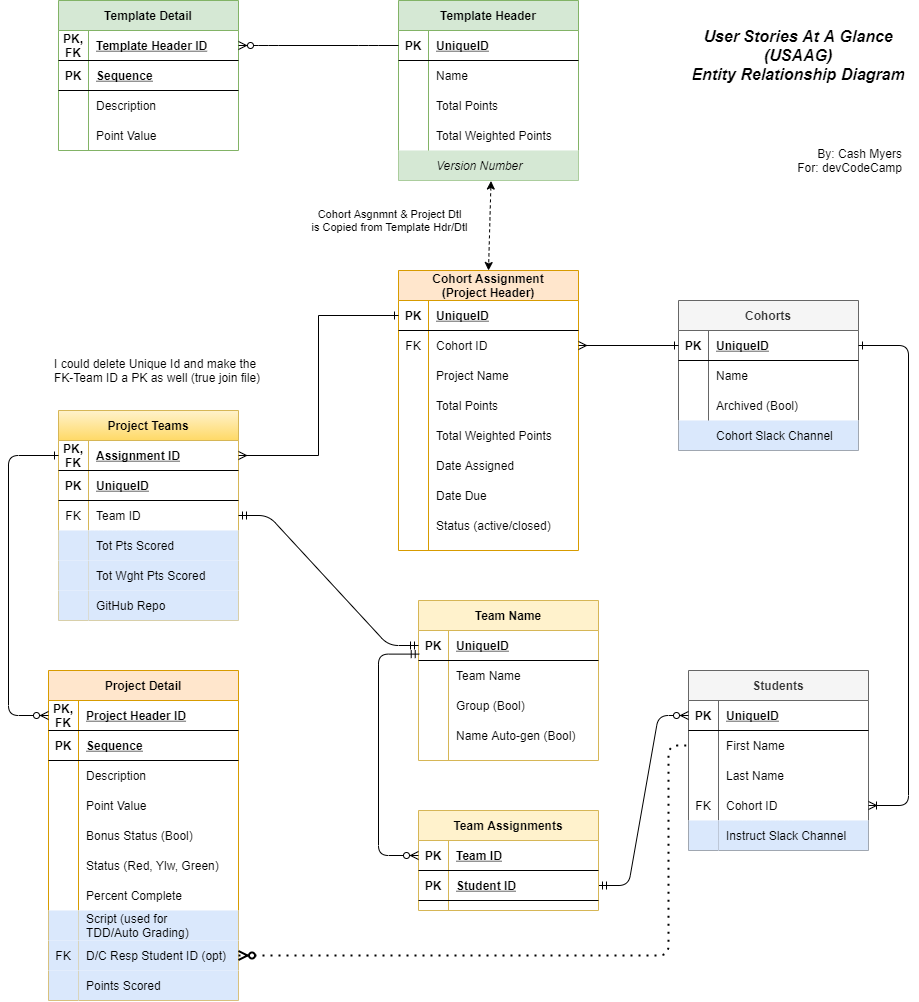 Template Detail
PK,
FK
Template Header ID
PK
Sequence
Description
Point Value
Template Header
PK
UniqueID
Name
Total Points
Total Weighted Points
Version Number
User Stories At A Glance
(USAAG)
Entity Relationship Diagram
By: Cash Myers
For: devCodeCamp
Cohort Asgnmnt & Project Dtl
is Copied from Template Hdr/Dtl
Cohort Assignment
(Project Header)
PK
UniqueID
FK
Cohort ID
Project Name
Total Points
Total Weighted Points
Date Assigned
Date Due
Status (active/closed)
Cohorts
PK
UniqueID
Name
Archived (Bool)
Cohort Slack Channel
I could delete Unique Id and make the
FK-Team ID a PK as well (true join file)
Project Teams
PK,
FK
Assignment ID
PK
UniqueID
FK
Team ID
Tot Pts Scored
Tot Wght Pts Scored
GitHub Repo
Team Name
PK
UniqueID
Team Name
Group (Bool)
Name Auto-gen (Bool)
Project Detail
PK,
FK
Project Header ID
PK
Sequence
Description
Point Value
Bonus Status (Bool)
Status (Red, Ylw, Green)
Percent Complete
Script (used for
TDD/Auto Grading)
FK
D/C Resp Student ID (opt)
Points Scored
Students
PK
UniqueID
First Name
Last Name
FK
Cohort ID
Instruct Slack Channel
Team Assignments
PK
Team ID
PK
Student ID